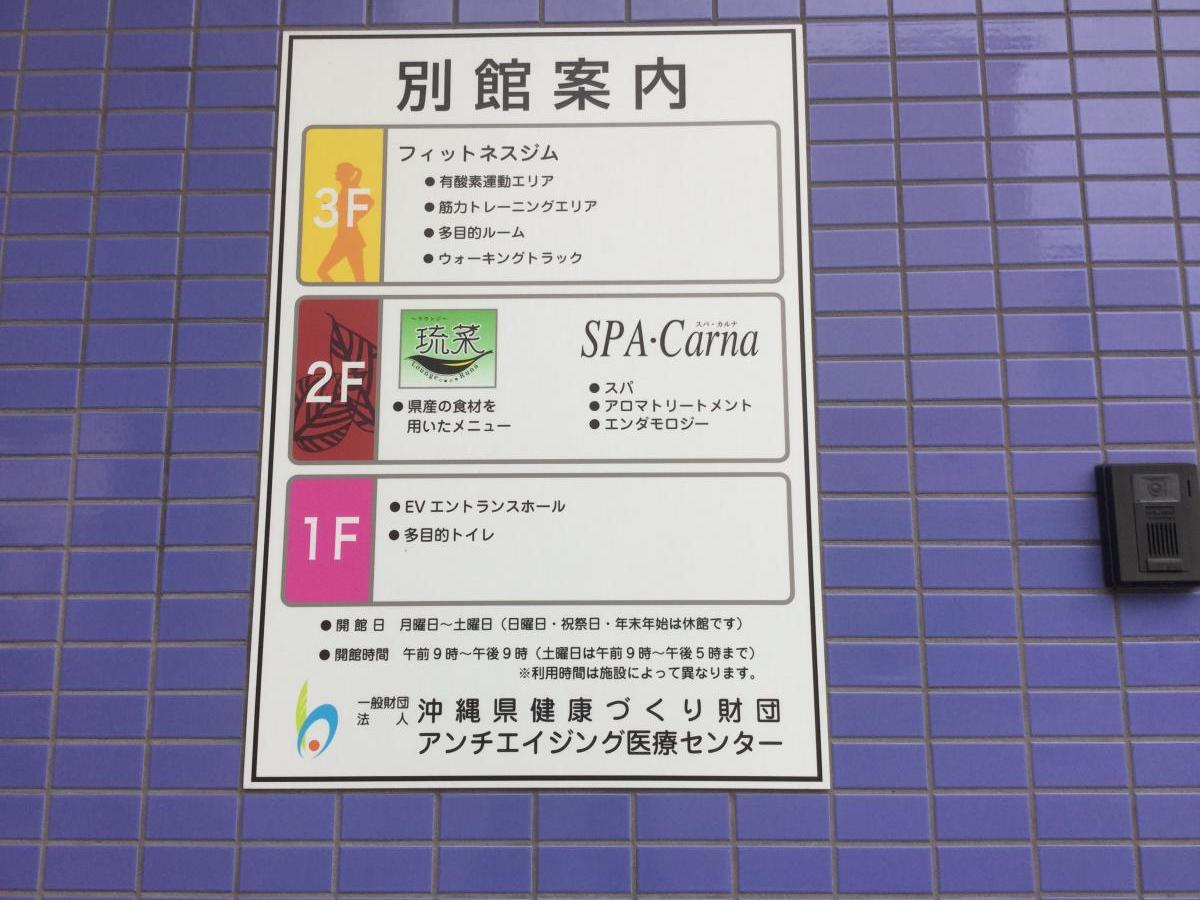 別館案内
3F
フィットネスジム
●有酸素運動エリア
●筋力トレーニングエリア
●多目的ルーム
●ウォーキングトラック
2F
～ラウンジ～
琉菜
Lounge Runa
●県産の食材を
用いたメニュー
スパ・カルナ
SPA・Carna
●スパ
●アロマトリートメント
●エンダモロジー
1F
●EVエントランスホール
●多目的トイレ
●開館日 月曜日～土曜日（日曜日・祝祭日・年末年始は休館です）
●開館時間 午前9時～午後9時（土曜日は午前9時～午後5時まで）
※利用時間は施設によって異なります。
一般財団
法人
沖縄県健康づくり財団
アンチエイジング医療センター